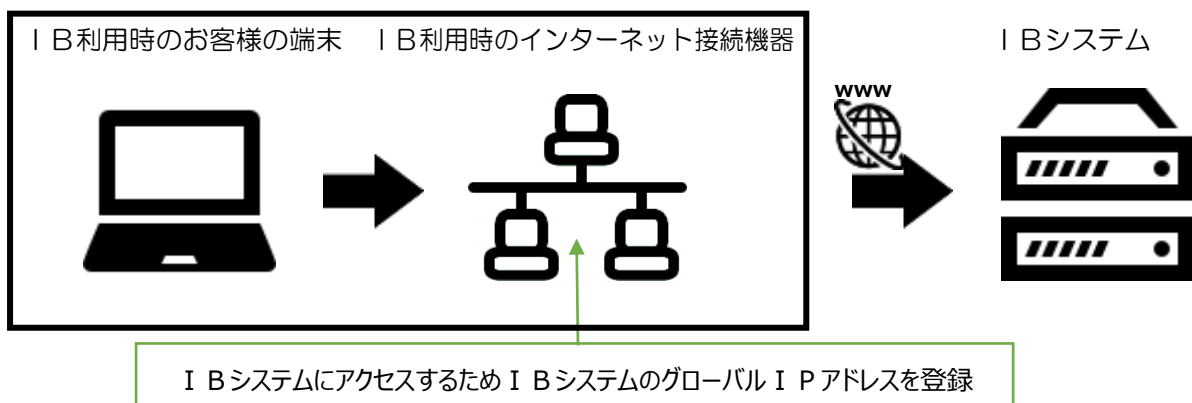 ＩＢ利用時のお客様の端末
ＩＢ利用時のインターネット接続機器
ＩＢシステム
www
ＩＢシステムにアクセスするためＩＢシステムのグローバルＩＰアドレスを登録